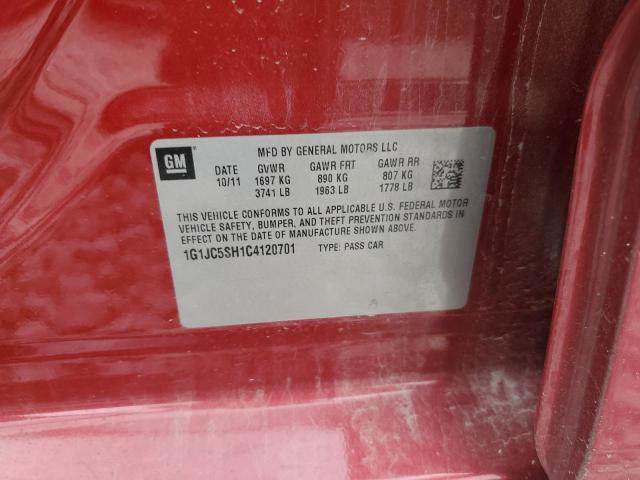 GM
MFD BY GENERAL MOTORS LLC
DATE GVWR GAWR FRT GAWR RR
10/11 1697 KG 890 KG 807 KG
3741 LB 1963 LB 1778 LB
THIS VEHICLE CONFORMS TO ALL APPLICABLE U.S. FEDERAL MOTOR
VEHICLE SAFETY, BUMPER, AND THEFT PREVENTION STANDARDS IN
EFFECT ON THE DATE OF MANUFACTURE SHOWN ABOVE.
1G1JC5SH1C4120701 TYPE: PASS CAR